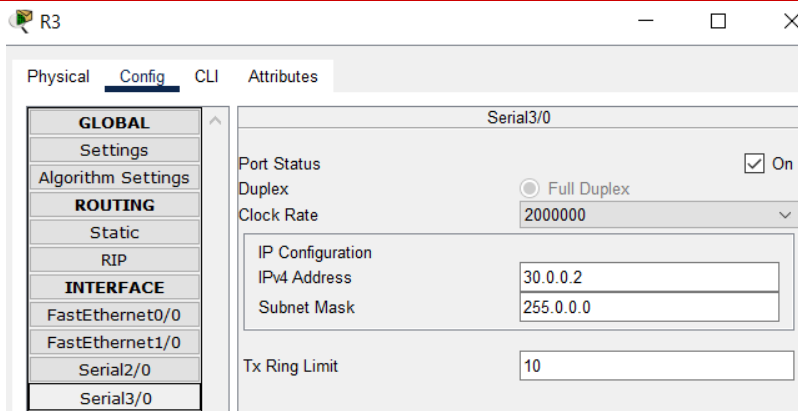 R3
Physical Config CLI Attributes
GLOBAL
Settings
Algorithm Settings
ROUTING
Static
RIP
INTERFACE
FastEthernet0/0
FastEthernet1/0
Serial2/0
Serial3/0
Serial3/0
Port Status On
Duplex Full Duplex
Clock Rate 2000000
IP Configuration
IPv4 Address 30.0.0.2
Subnet Mask 255.0.0.0
Tx Ring Limit 10